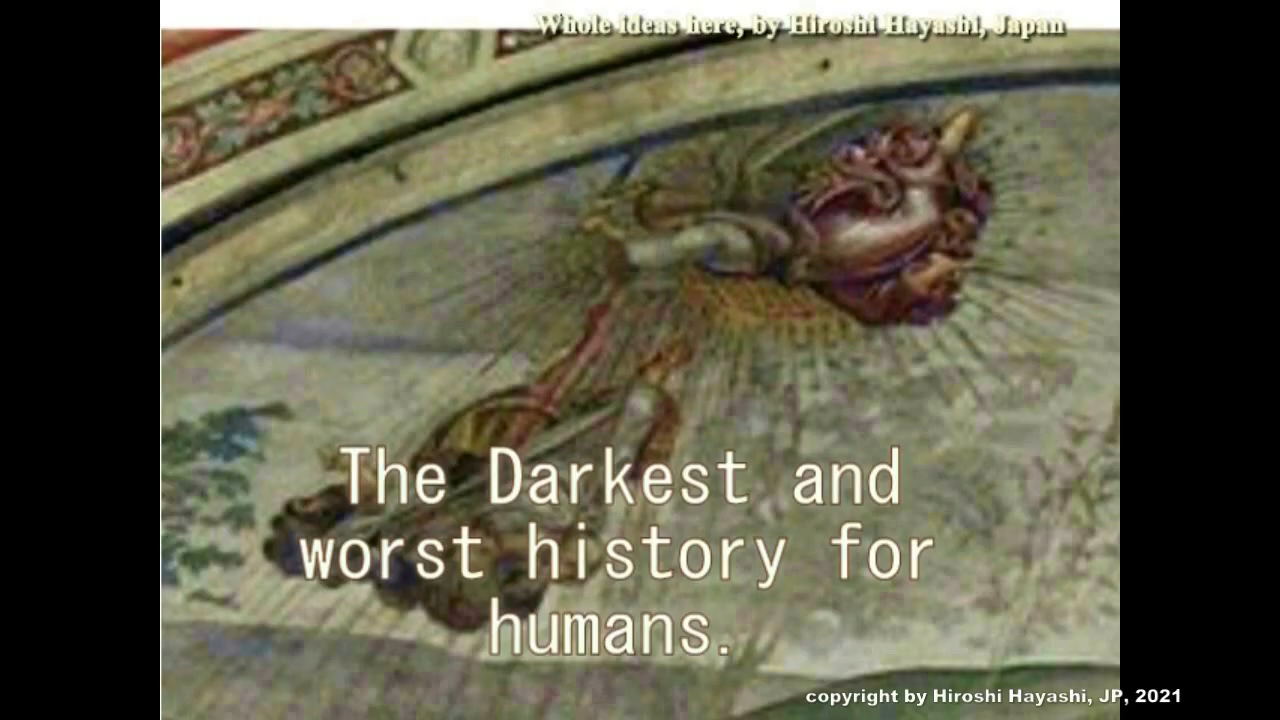 Whole ideas here, by Hiroshi Hayashi, Japan
The Darkest and
worst history for
humans.
copyright by Hiroshi Hayashi, JP, 2021